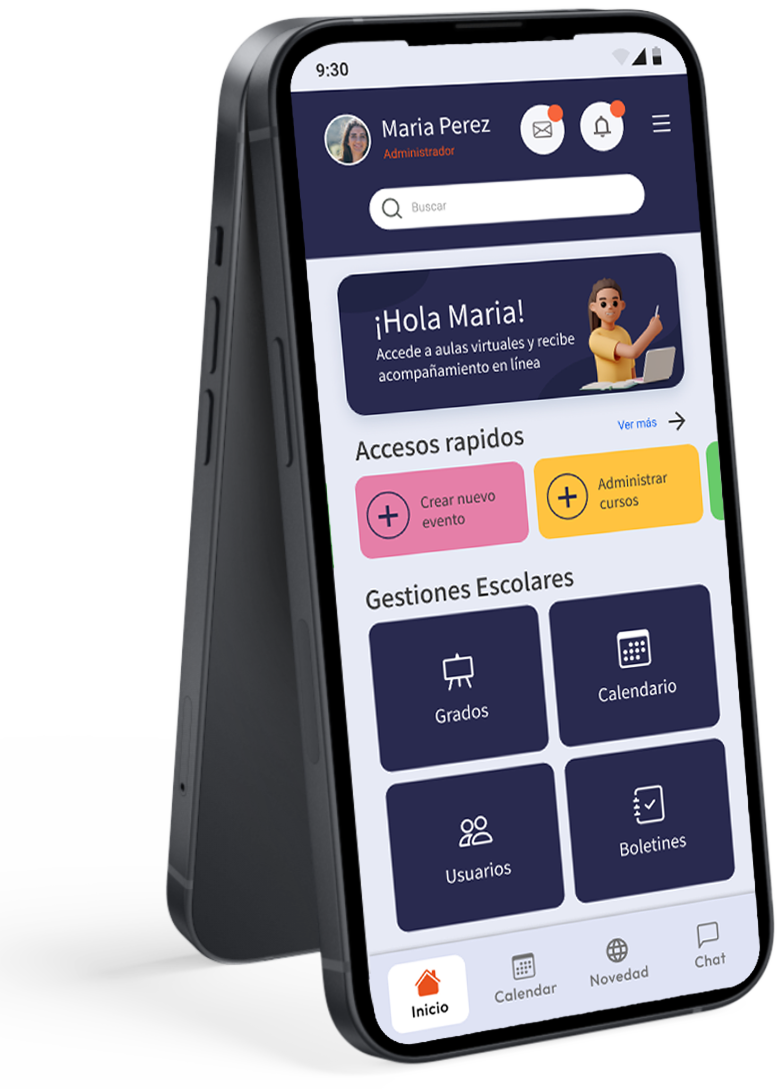 9:30
Maria Perez
Administrador
Buscar
¡Hola Maria!
Accede a aulas virtuales y recibe
acompañamiento en línea
Accesos rapidos
Ver más
Crear nuevo
evento
Administrar
cursos
Gestiones Escolares
Grados
Calendario
Usuarios
Boletines
Inicio
Calendar
Novedad
Chat